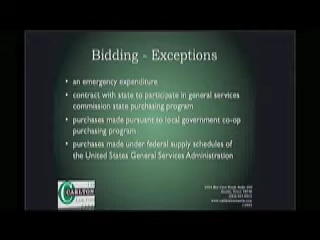 Bidding - Exceptions
• an emergency expenditure
• contract with state to participate in general services
commission state purchasing program
• purchases made pursuant to local government co-op
purchasing program
• purchases made under federal supply schedules of
the United States General Services Administration
CARLTON